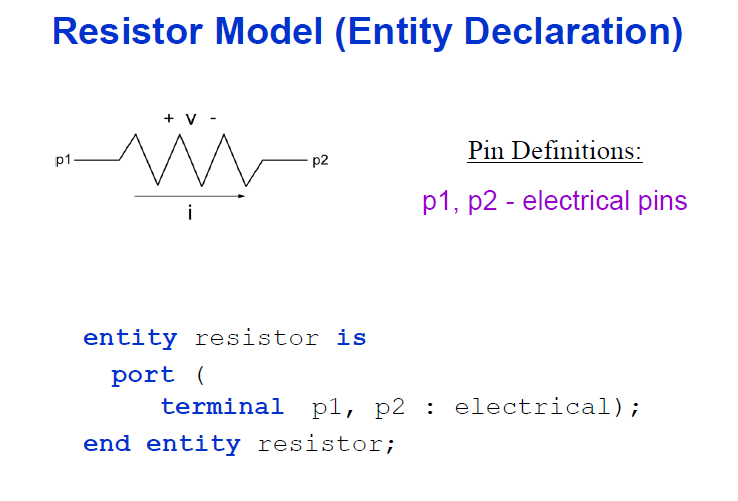 Resistor Model (Entity Declaration)
+ v -
p1
p2
i
Pin Definitions:
p1, p2 - electrical pins
entity resistor is
port (
terminal p1, p2 : electrical);
end entity resistor;